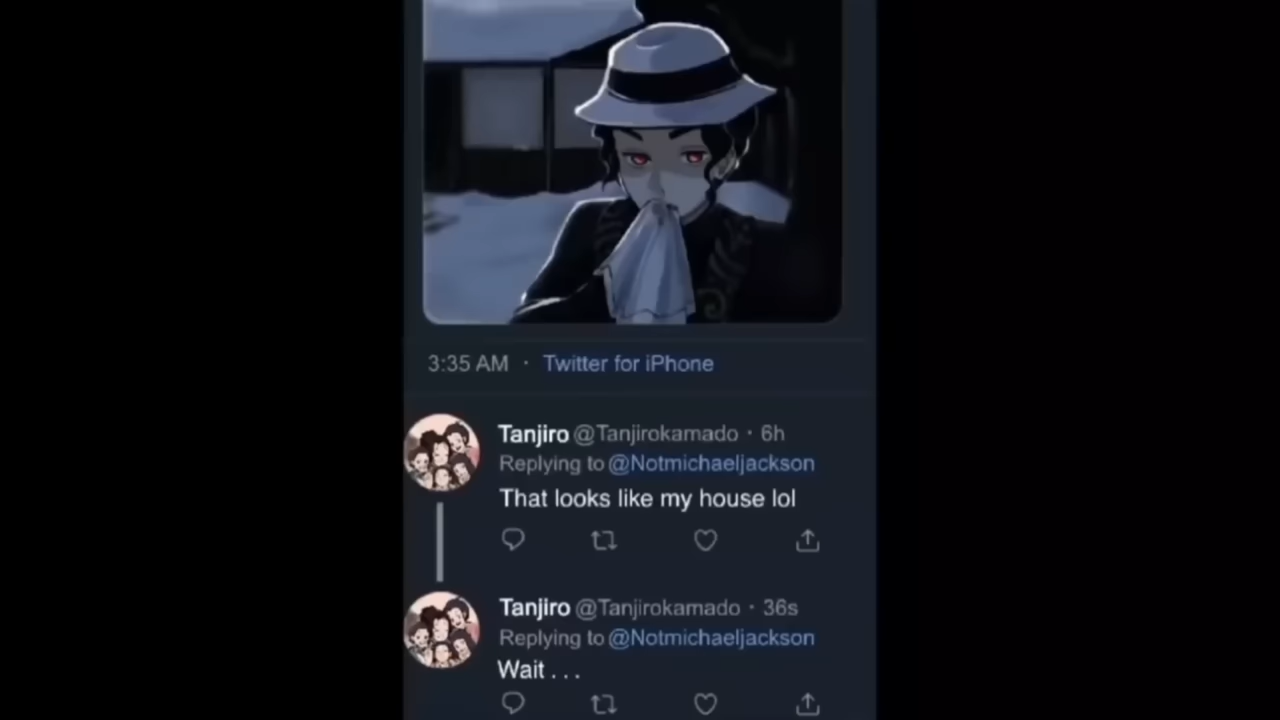 3:35 AM · Twitter for iPhone
Tanjiro @Tanjirokamado · 6h
Replying to @Notmichaeljackson
That looks like my house lol
Tanjiro @Tanjirokamado · 36s
Replying to @Notmichaeljackson
Wait . . .